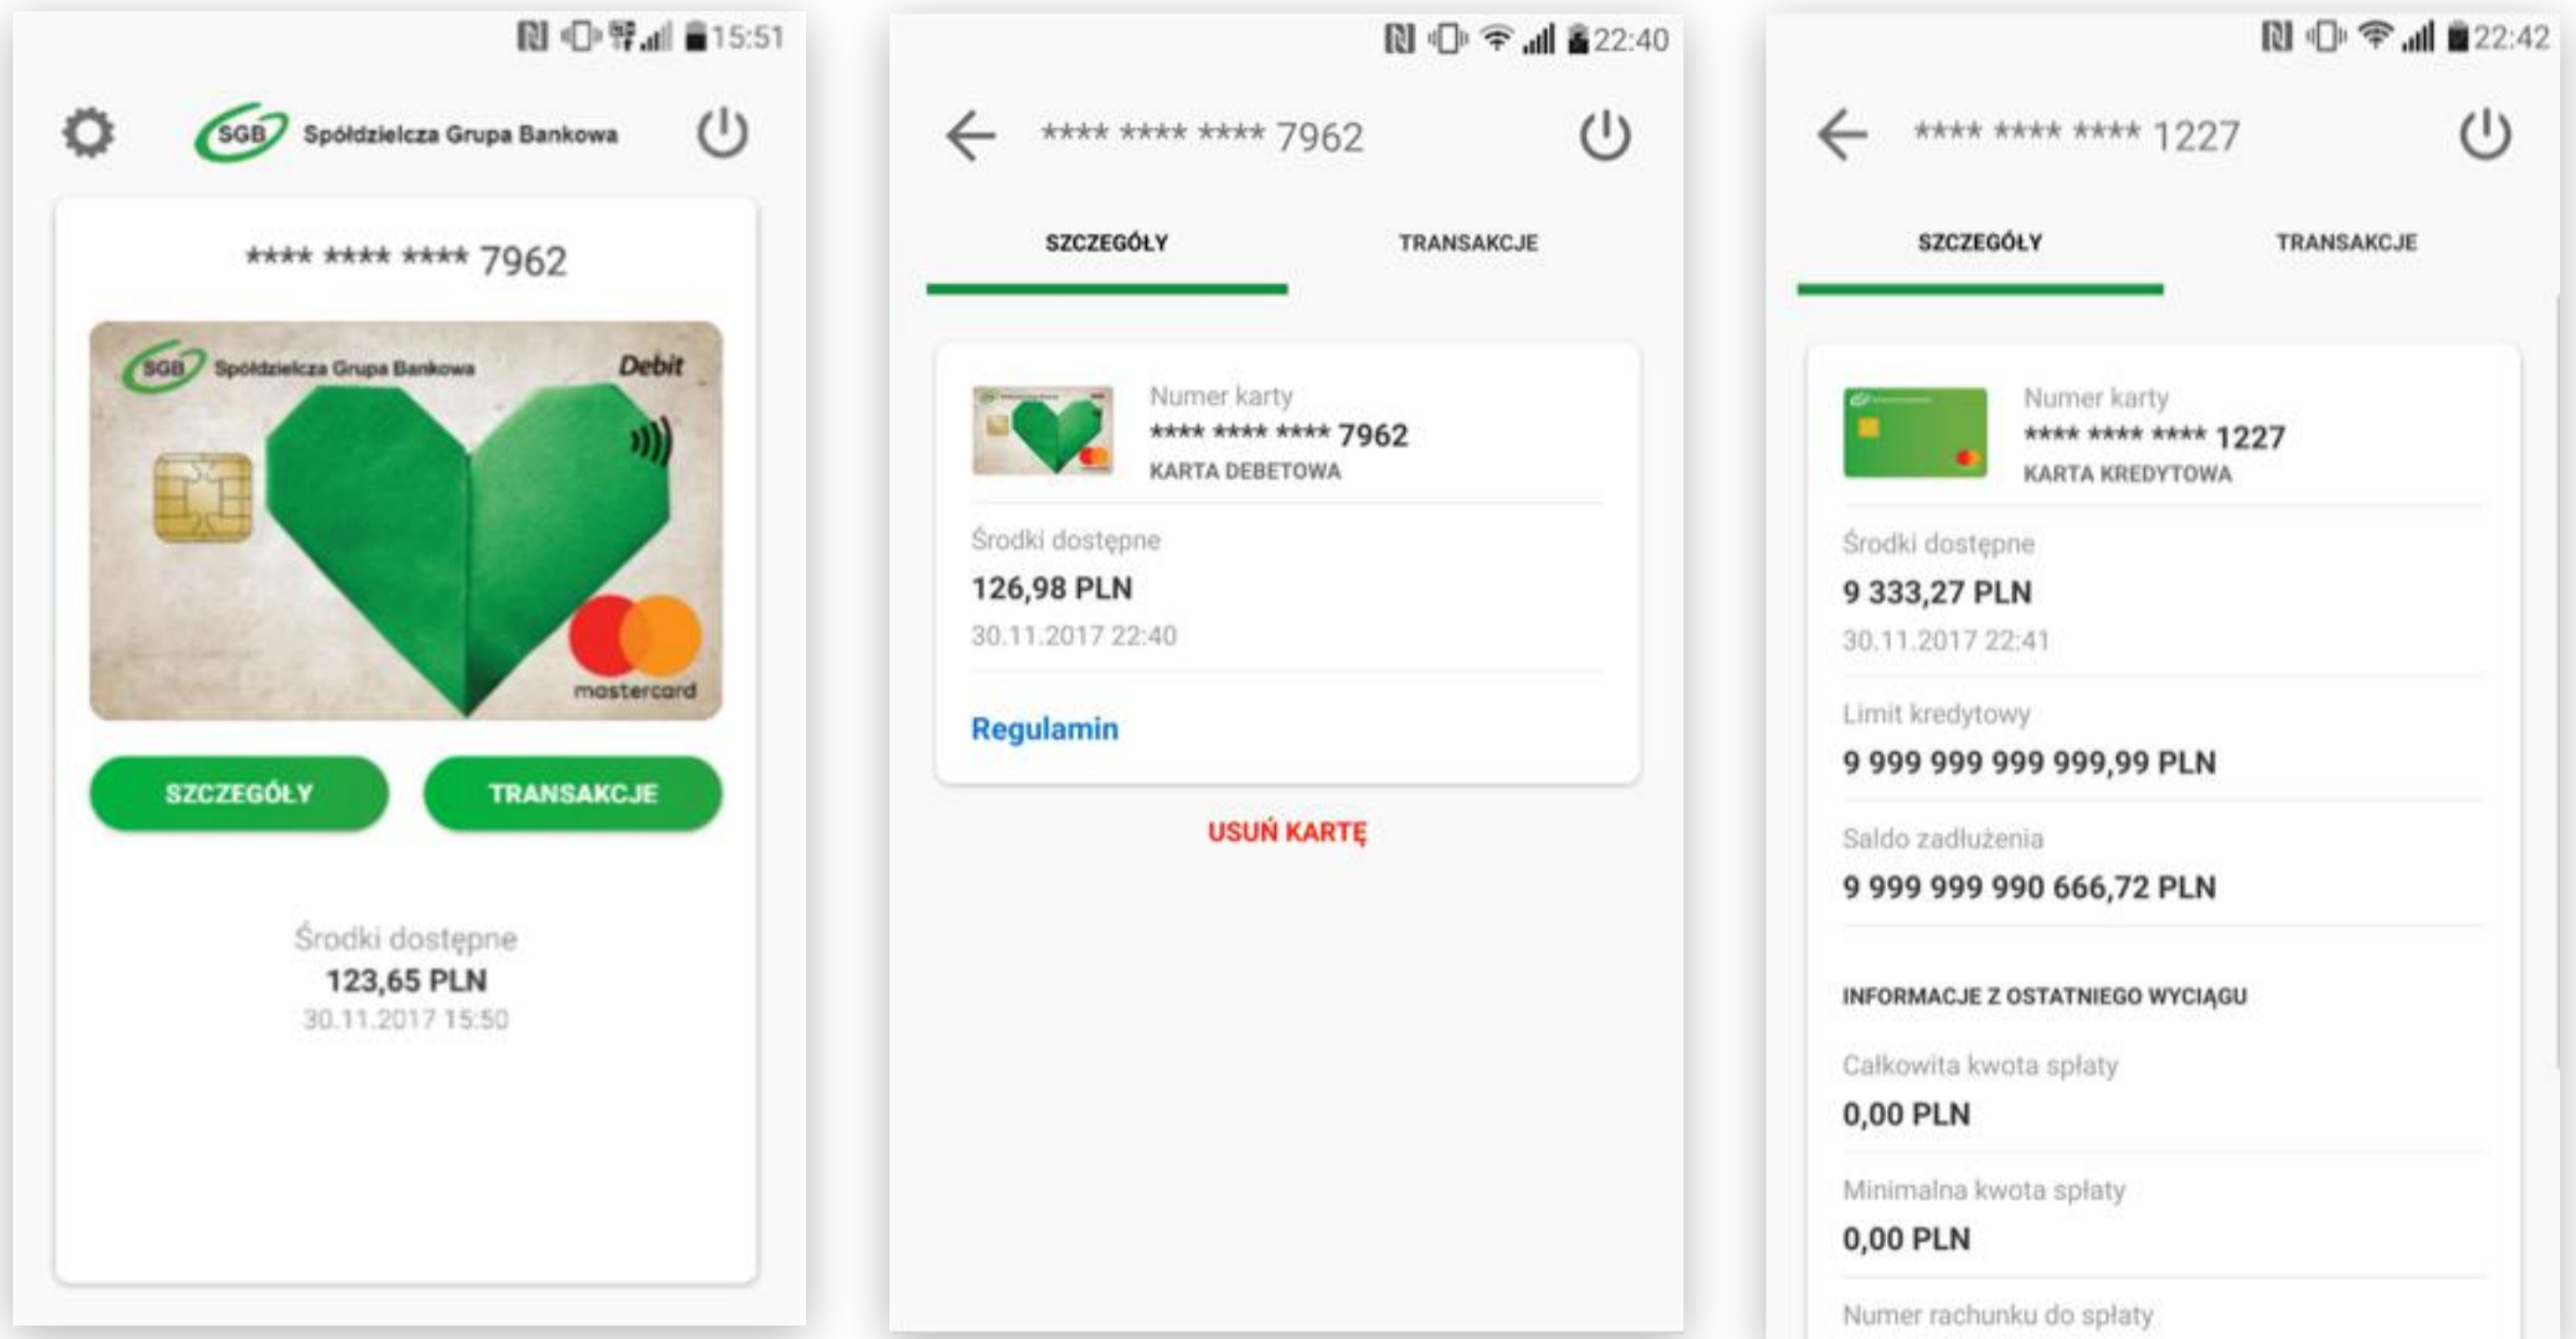 15:51
SGB Spółdzielcza Grupa Bankowa
**** **** **** 7962
SGB Spółdzielcza Grupa Bankowa Debit
mastercard
SZCZEGÓŁY TRANSAKCJE
Środki dostępne
123,65 PLN
30.11.2017 15:50
22:40
**** **** **** 7962
SZCZEGÓŁY TRANSAKCJE
Numer karty
**** **** **** 7962
KARTA DEBETOWA
Środki dostępne
126,98 PLN
30.11.2017 22:40
Regulamin
USUŃ KARTĘ
22:42
**** **** **** 1227
SZCZEGÓŁY TRANSAKCJE
Numer karty
**** **** **** 1227
KARTA KREDYTOWA
Środki dostępne
9 333,27 PLN
30.11.2017 22:41
Limit kredytowy
9 999 999 999 999,99 PLN
Saldo zadłużenia
9 999 999 990 666,72 PLN
INFORMACJE Z OSTATNIEGO WYCIĄGU
Całkowita kwota spłaty
0,00 PLN
Minimalna kwota spłaty
0,00 PLN
Numer rachunku do spłaty